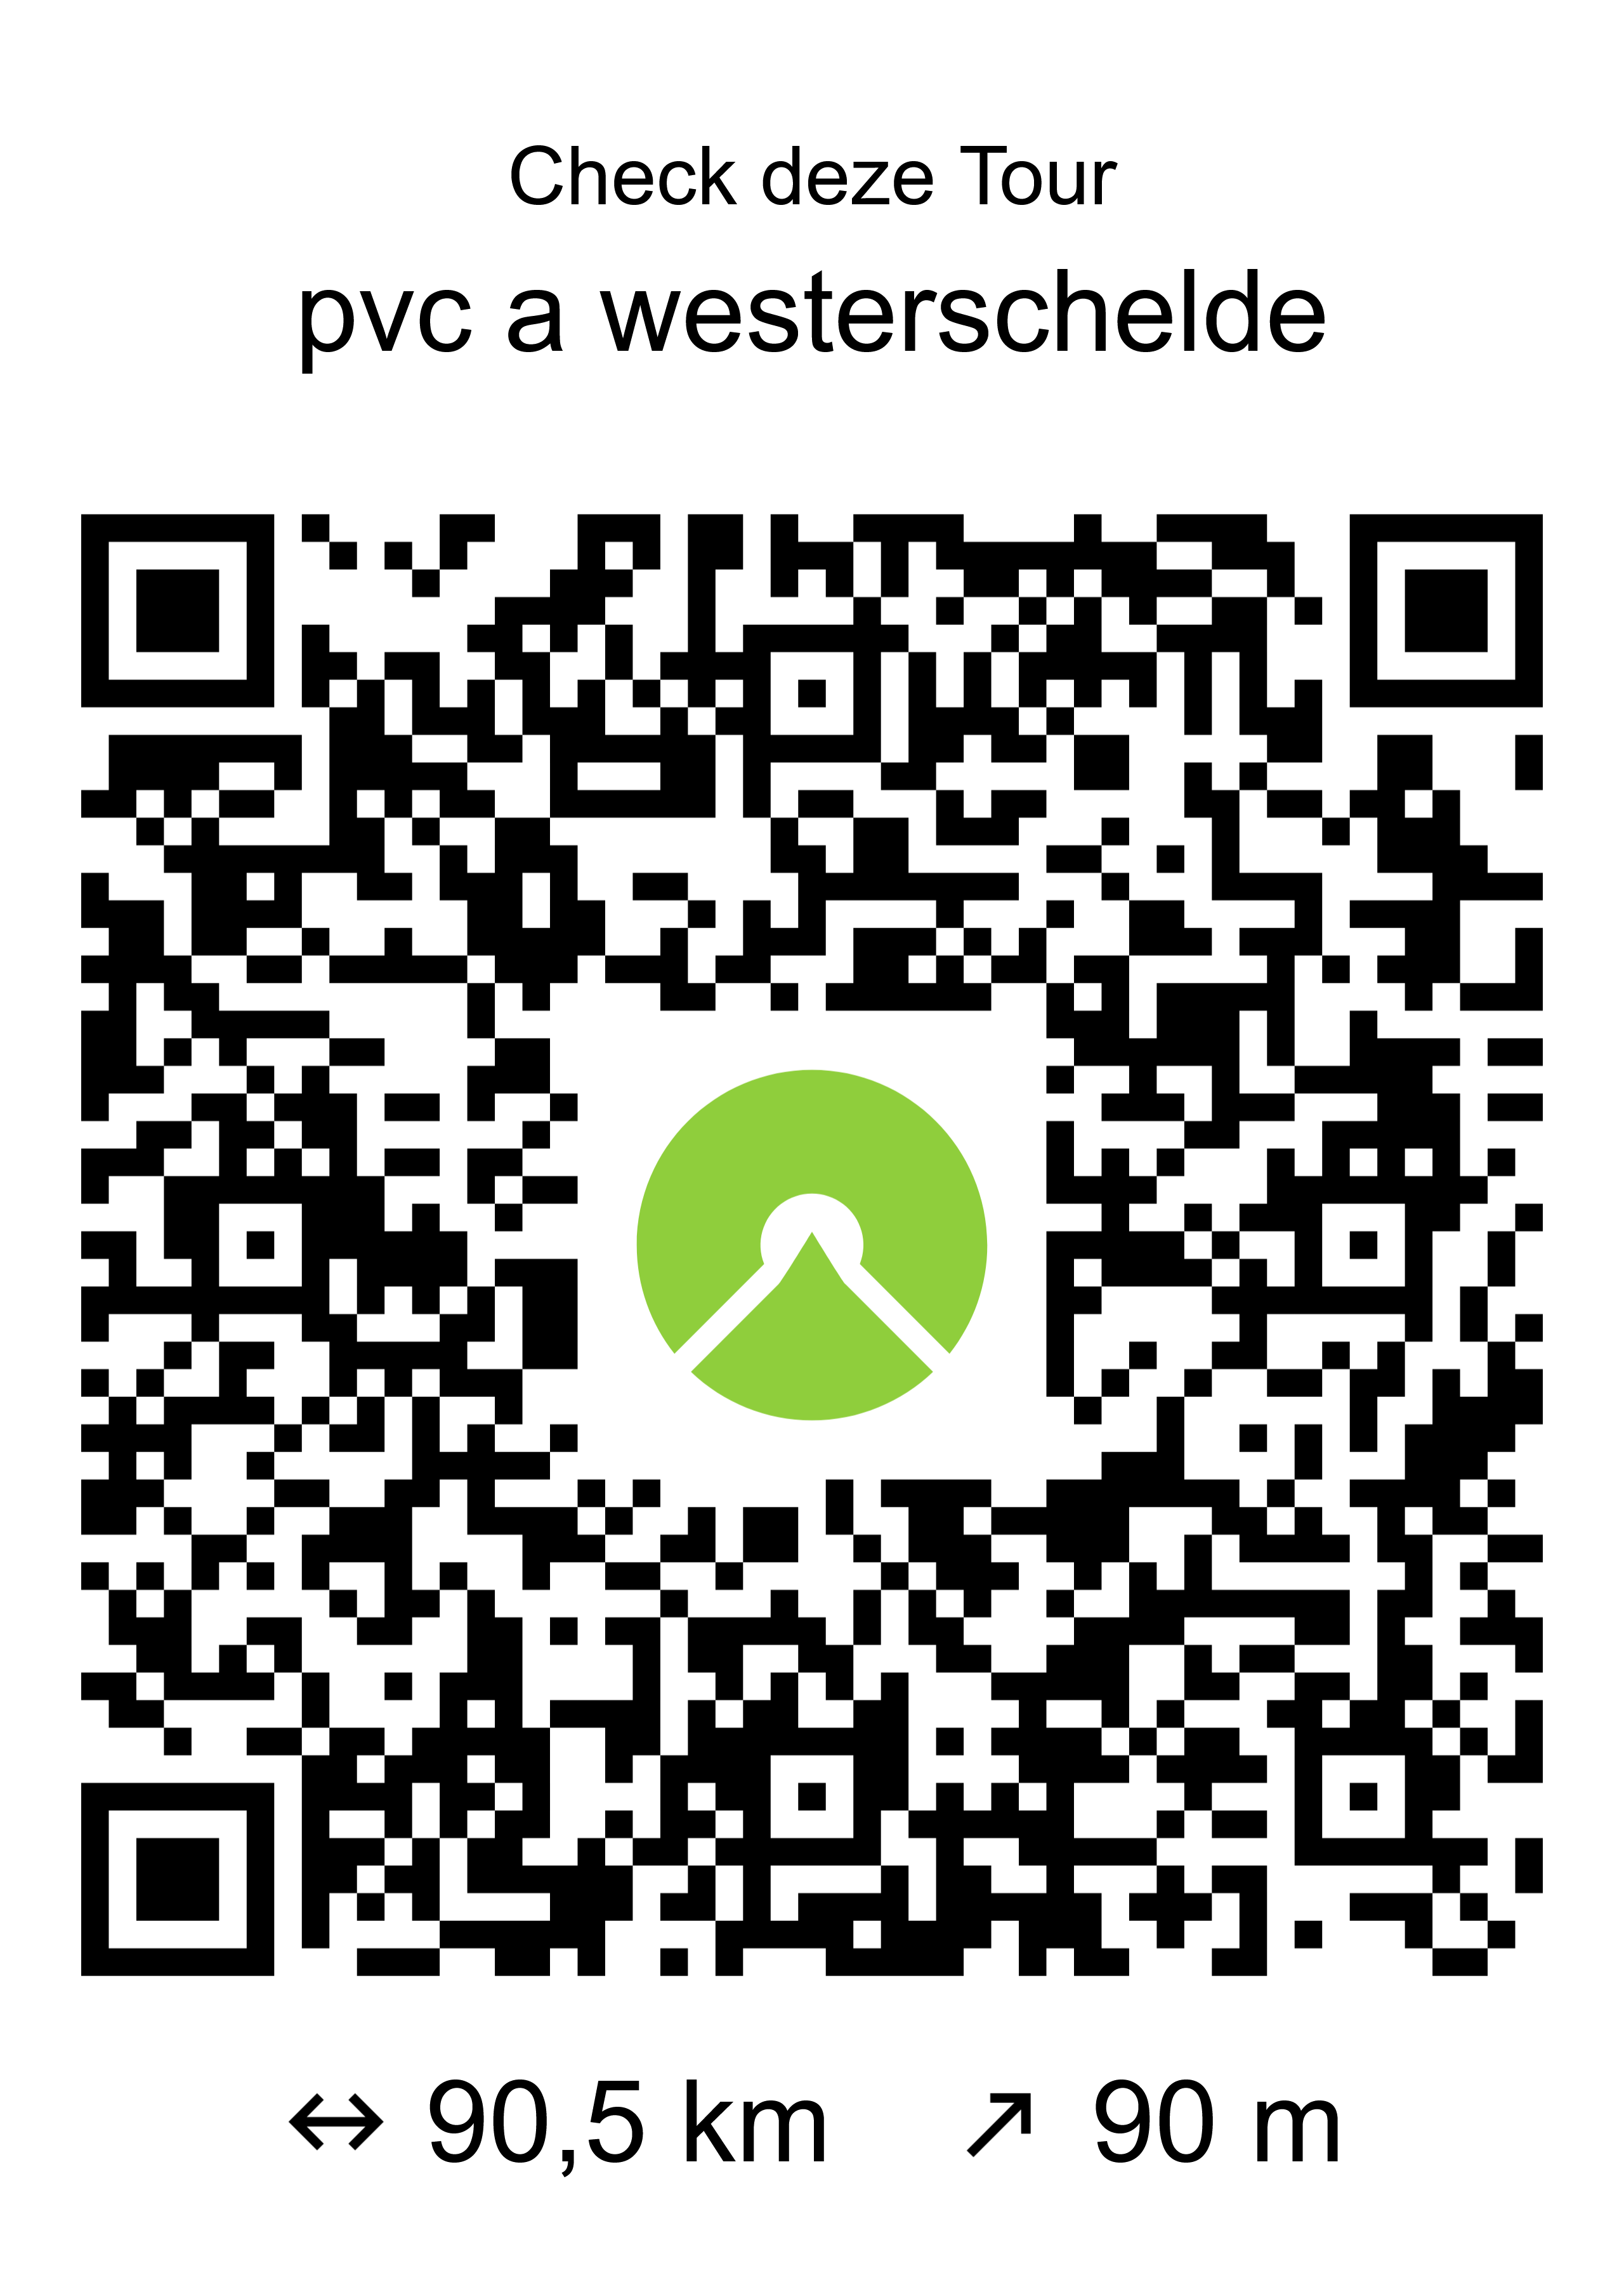 Check deze Tour
pvc a westerschelde
↔ 90,5 km ↗ 90 m